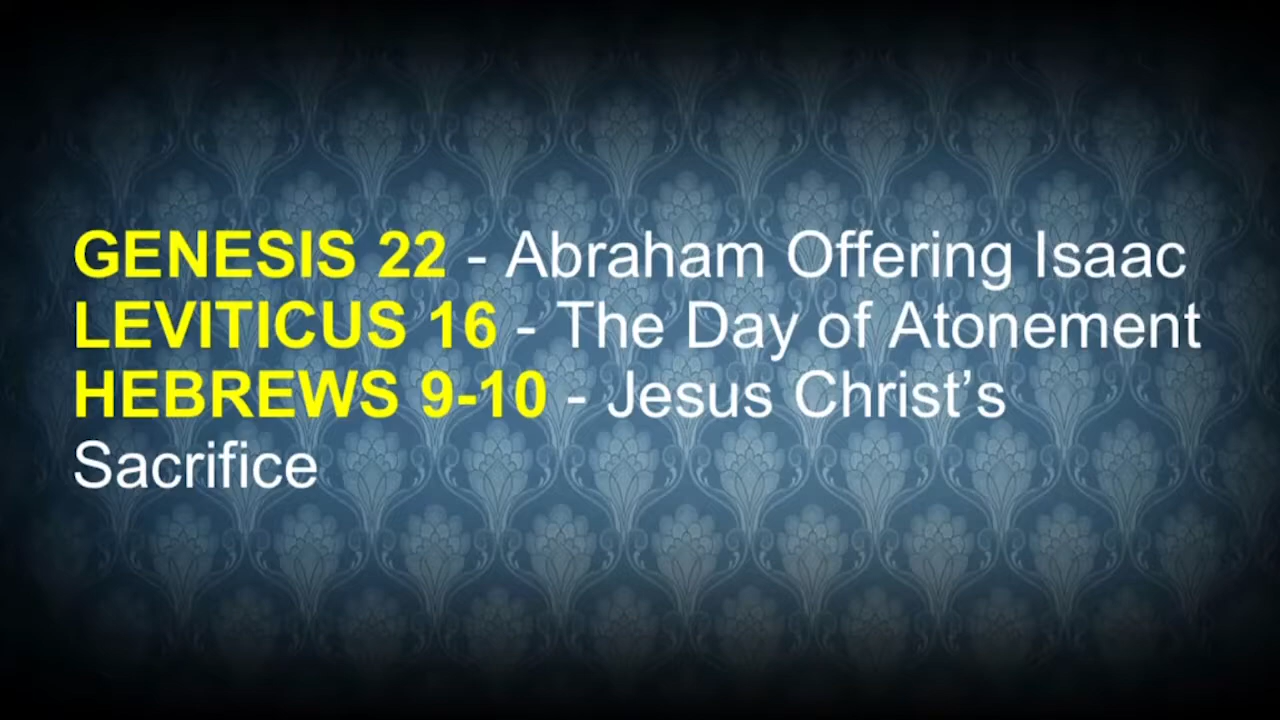 GENESIS 22 - Abraham Offering Isaac
LEVITICUS 16 - The Day of Atonement
HEBREWS 9-10 - Jesus Christ’s
Sacrifice